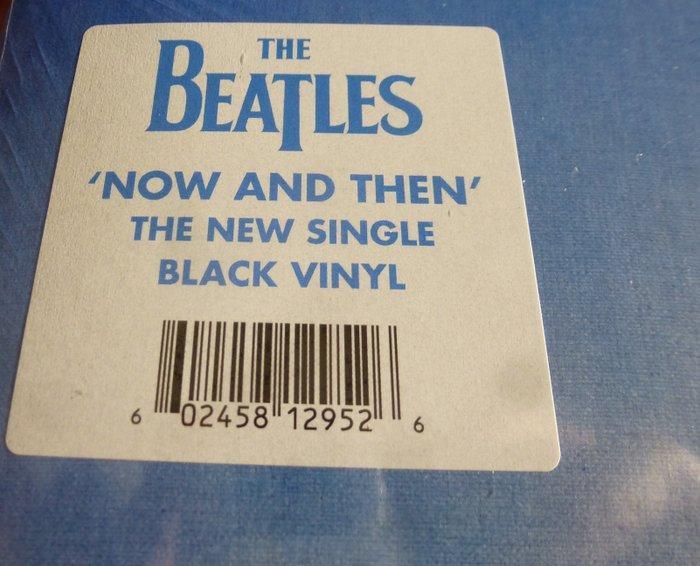 THE
BEATLES
'NOW AND THEN'
THE NEW SINGLE
BLACK VINYL
6 02458 12952 6